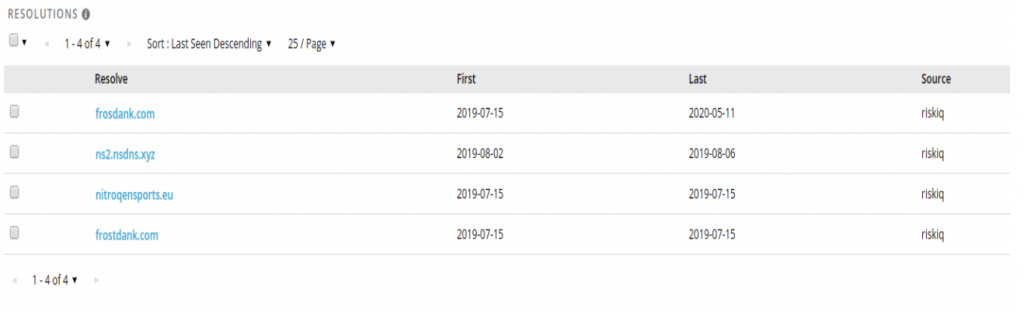 RESOLUTIONS
1 - 4 of 4 Sort : Last Seen Descending 25 / Page
Resolve First Last Source
frosdank.com 2019-07-15 2020-05-11 riskiq
ns2.nsdns.xyz 2019-08-02 2019-08-06 riskiq
nitroqensports.eu 2019-07-15 2019-07-15 riskiq
frostdank.com 2019-07-15 2019-07-15 riskiq
1 - 4 of 4